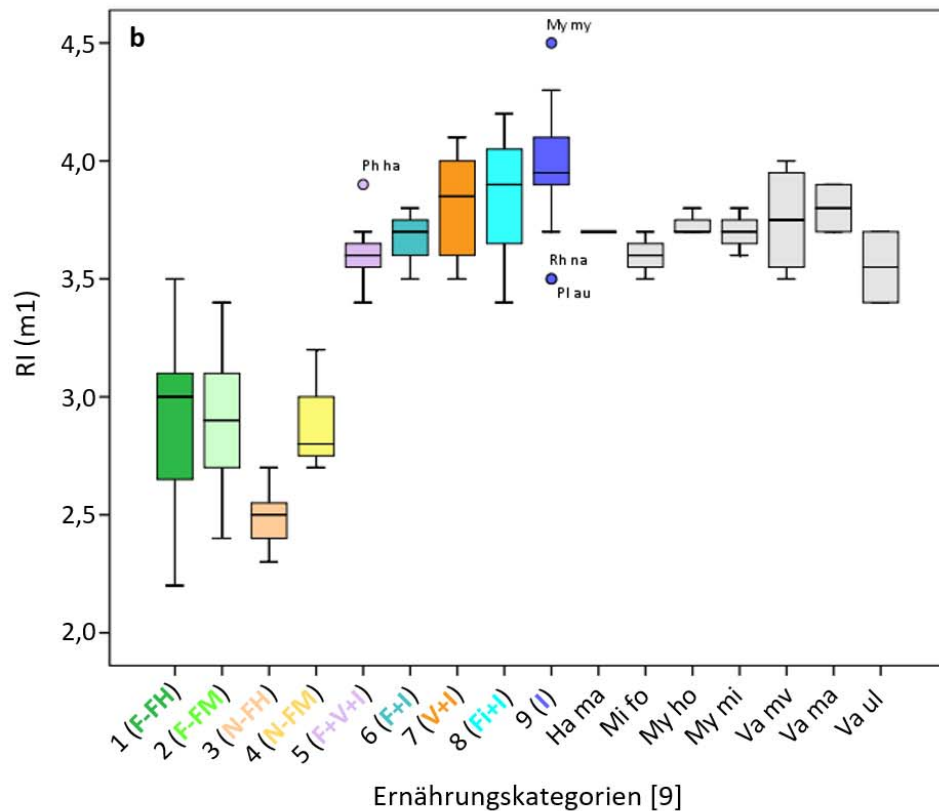 b
My my
4,5
4,0
Ph ha
3,5
Rh na
Pl au
3,0
2,5
2,0
RI (m1)
1 (F-FH)
2 (F-FM)
3 (N-FH)
4 (N-FM)
5 (F+V+I)
6 (F+I)
7 (V+I)
8 (Fi+I)
9 (I)
Ha ma
Mi fo
My ho
My mi
Va mv
Va ma
Va ul
Ernährungskategorien [9]